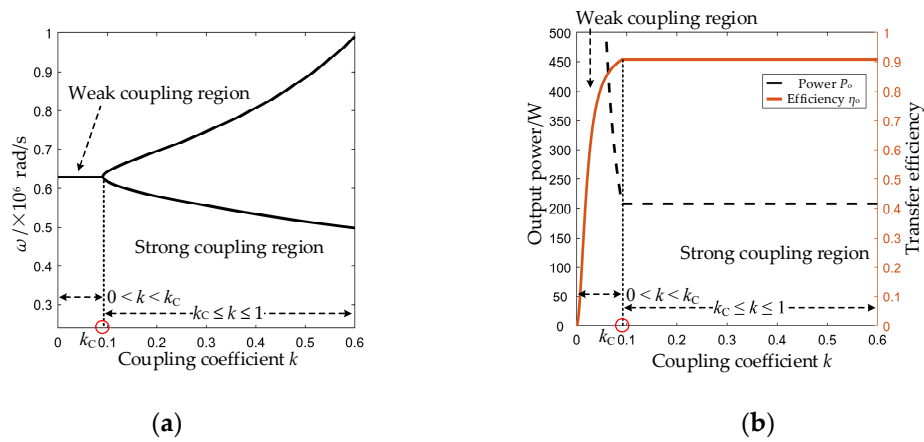 1
0.9
0.8
0.7
0.6
0.5
0.4
0.3
ω/×10⁶ rad/s
Weak coupling region
Strong coupling region
0 < k < kC
kC ≤ k ≤ 1
0 kC 0.1 0.2 0.3 0.4 0.5 0.6
Coupling coefficient k
(a)
Weak coupling region
500
450
400
350
300
250
200
150
100
50
0
Output power/W
1
0.9
0.8
0.7
0.6
0.5
0.4
0.3
0.2
0.1
0
Transfer efficiency
Power Po
Efficiency ηo
Strong coupling region
0 < k < kC
kC ≤ k ≤ 1
0 kC 0.1 0.2 0.3 0.4 0.5 0.6
Coupling coefficient k
(b)